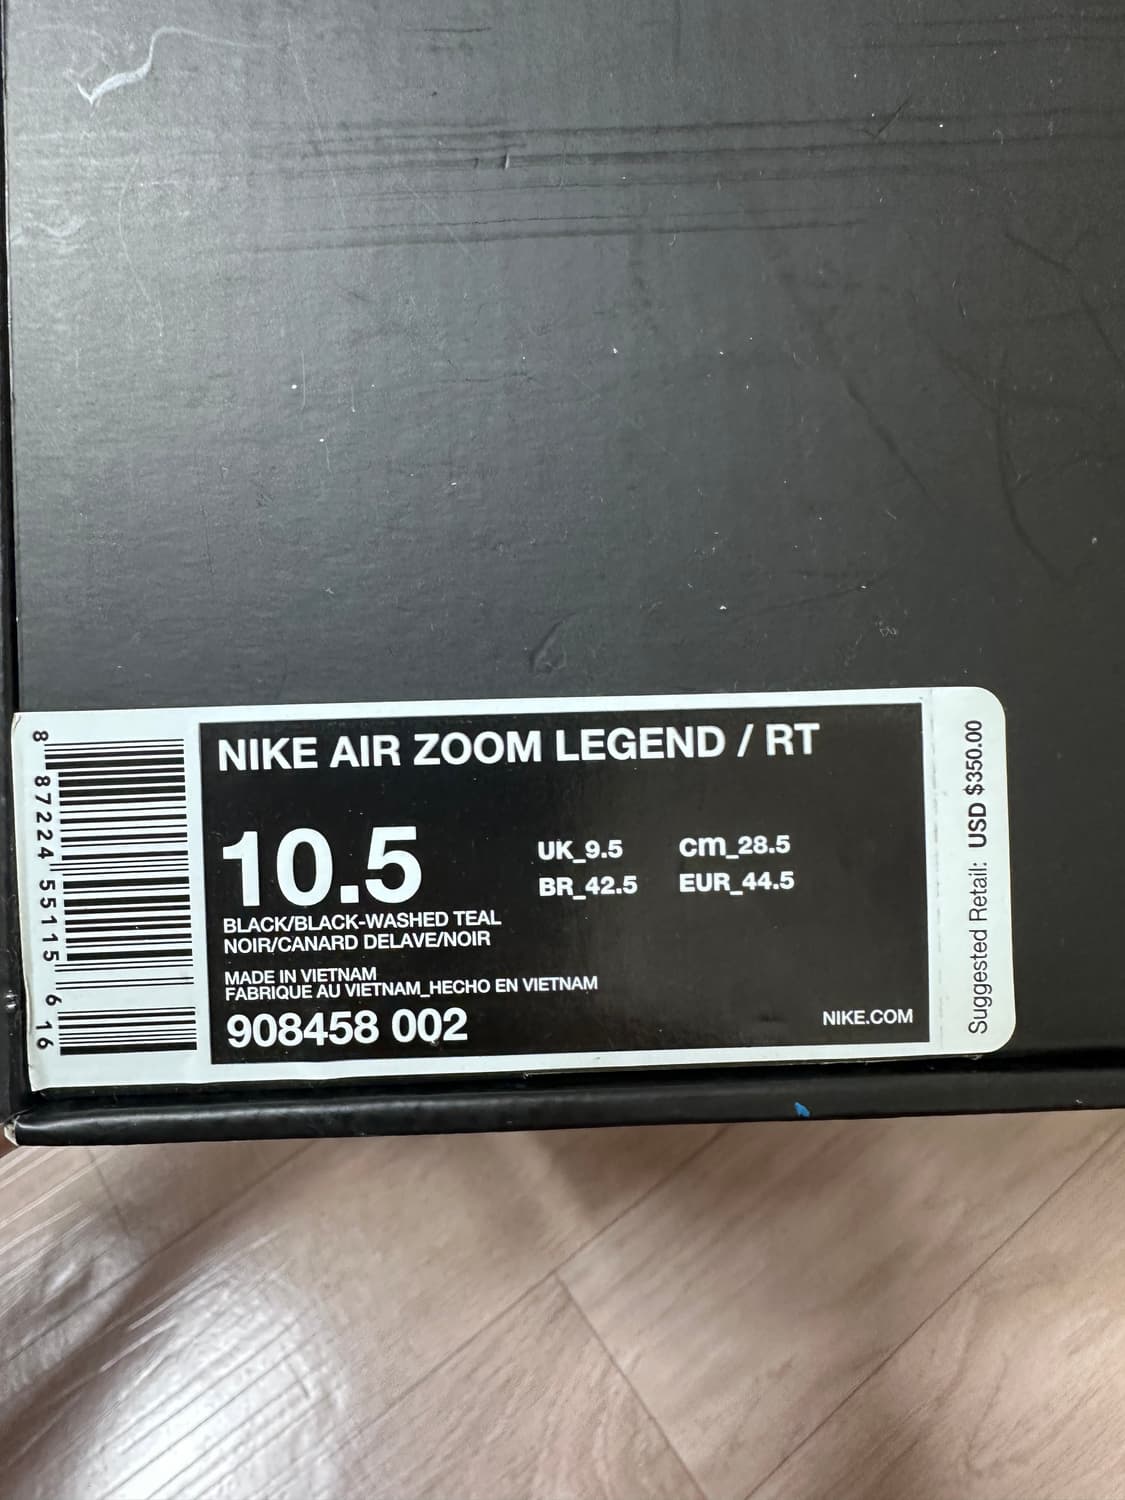 NIKE AIR ZOOM LEGEND / RT
10.5
UK_9.5 cm_28.5
BR_42.5 EUR_44.5
BLACK/BLACK-WASHED TEAL
NOIR/CANARD DELAVE/NOIR
MADE IN VIETNAM
FABRIQUE AU VIETNAM_HECHO EN VIETNAM
908458 002
NIKE.COM
8 87224 55115 6 16
Suggested Retail: USD $350.00